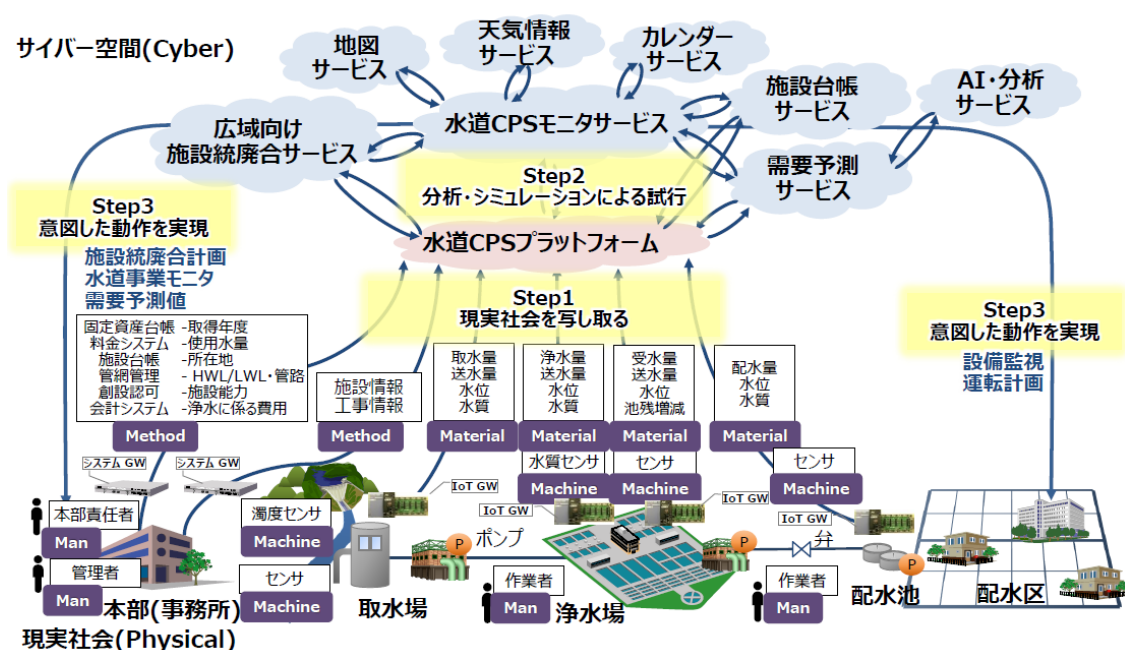 サイバー空間(Cyber)
地図
サービス
天気情報
サービス
カレンダー
サービス
施設台帳
サービス
AI・分析
サービス
広域向け
施設統廃合サービス
水道CPSモニタサービス
需要予測
サービス
Step2
分析・シミュレーションによる試行
水道CPSプラットフォーム
Step3
意図した動作を実現
施設統廃合計画
水道事業モニタ
需要予測値
Step1
現実社会を写し取る
Step3
意図した動作を実現
設備監視
運転計画
固定資産台帳 -取得年度
料金システム -使用水量
施設台帳 -所在地
管網管理 - HWL/LWL・管路
創設認可 -施設能力
会計システム -浄水に係る費用
Method
施設情報
工事情報
Method
取水量
送水量
水位
水質
Material
浄水量
送水量
水位
水質
Material
受水量
送水量
水位
池残増減
Material
配水量
水位
水質
Material
水質センサ
Machine
センサ
Machine
センサ
Machine
システム GW
システム GW
IoT GW
IoT GW
IoT GW
IoT GW
本部責任者
Man
管理者
Man
濁度センサ
Machine
センサ
Machine
P
ポンプ
P
弁
P
作業者
Man
作業者
Man
本部(事務所)
取水場
浄水場
配水池
配水区
現実社会(Physical)